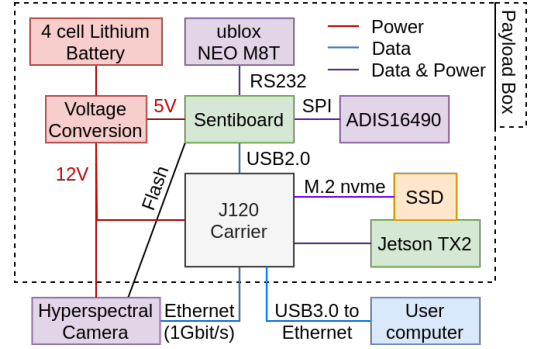 4 cell Lithium
Battery
ublox
NEO M8T
Power
Data
Data & Power
Payload Box
RS232
Voltage
Conversion
5V
Sentiboard
SPI
ADIS16490
USB2.0
12V
Flash
J120
Carrier
M.2 nvme
SSD
Jetson TX2
Hyperspectral
Camera
Ethernet
(1Gbit/s)
USB3.0 to
Ethernet
User
computer